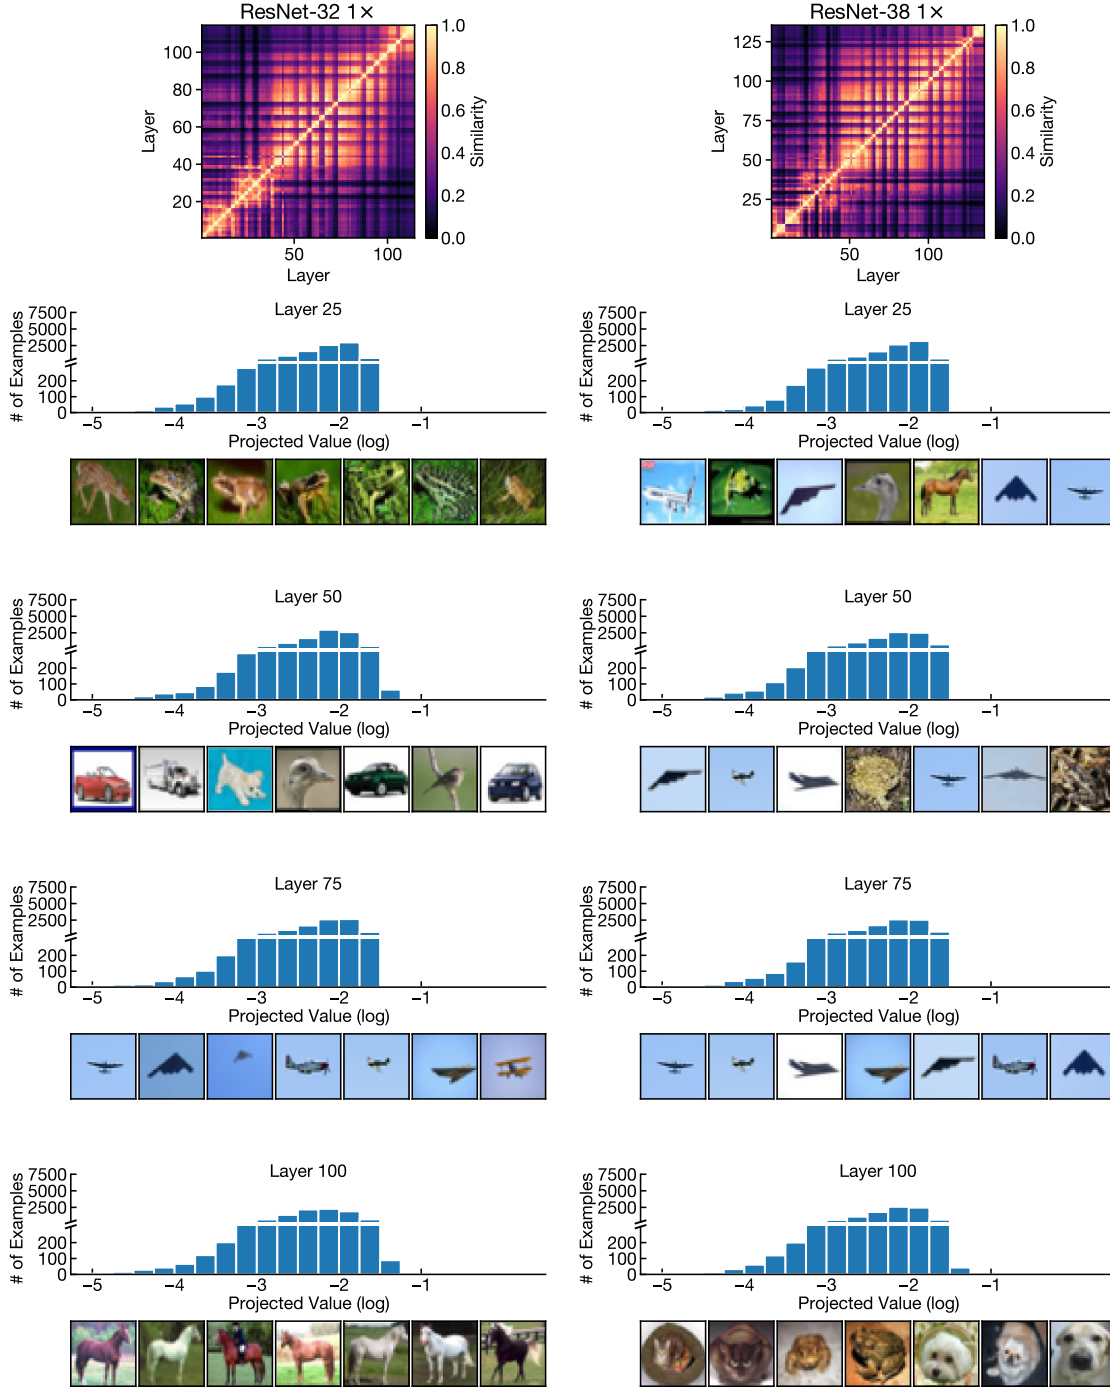 ResNet-32 1×
Layer
100
80
60
40
20
50
100
Layer
1.0
0.8
0.6
0.4
0.2
0.0
Similarity
ResNet-38 1×
Layer
125
100
75
50
25
50
100
Layer
1.0
0.8
0.6
0.4
0.2
0.0
Similarity
Layer 25
# of Examples
7500
5000
2500
200
100
0
−5 −4 −3 −2 −1
Projected Value (log)
Layer 25
# of Examples
7500
5000
2500
200
100
0
−5 −4 −3 −2 −1
Projected Value (log)
Layer 50
# of Examples
7500
5000
2500
200
100
0
−5 −4 −3 −2 −1
Projected Value (log)
Layer 50
# of Examples
7500
5000
2500
200
100
0
−5 −4 −3 −2 −1
Projected Value (log)
Layer 75
# of Examples
7500
5000
2500
200
100
0
−5 −4 −3 −2 −1
Projected Value (log)
Layer 75
# of Examples
7500
5000
2500
200
100
0
−5 −4 −3 −2 −1
Projected Value (log)
Layer 100
# of Examples
7500
5000
2500
200
100
0
−5 −4 −3 −2 −1
Projected Value (log)
Layer 100
# of Examples
7500
5000
2500
200
100
0
−5 −4 −3 −2 −1
Projected Value (log)